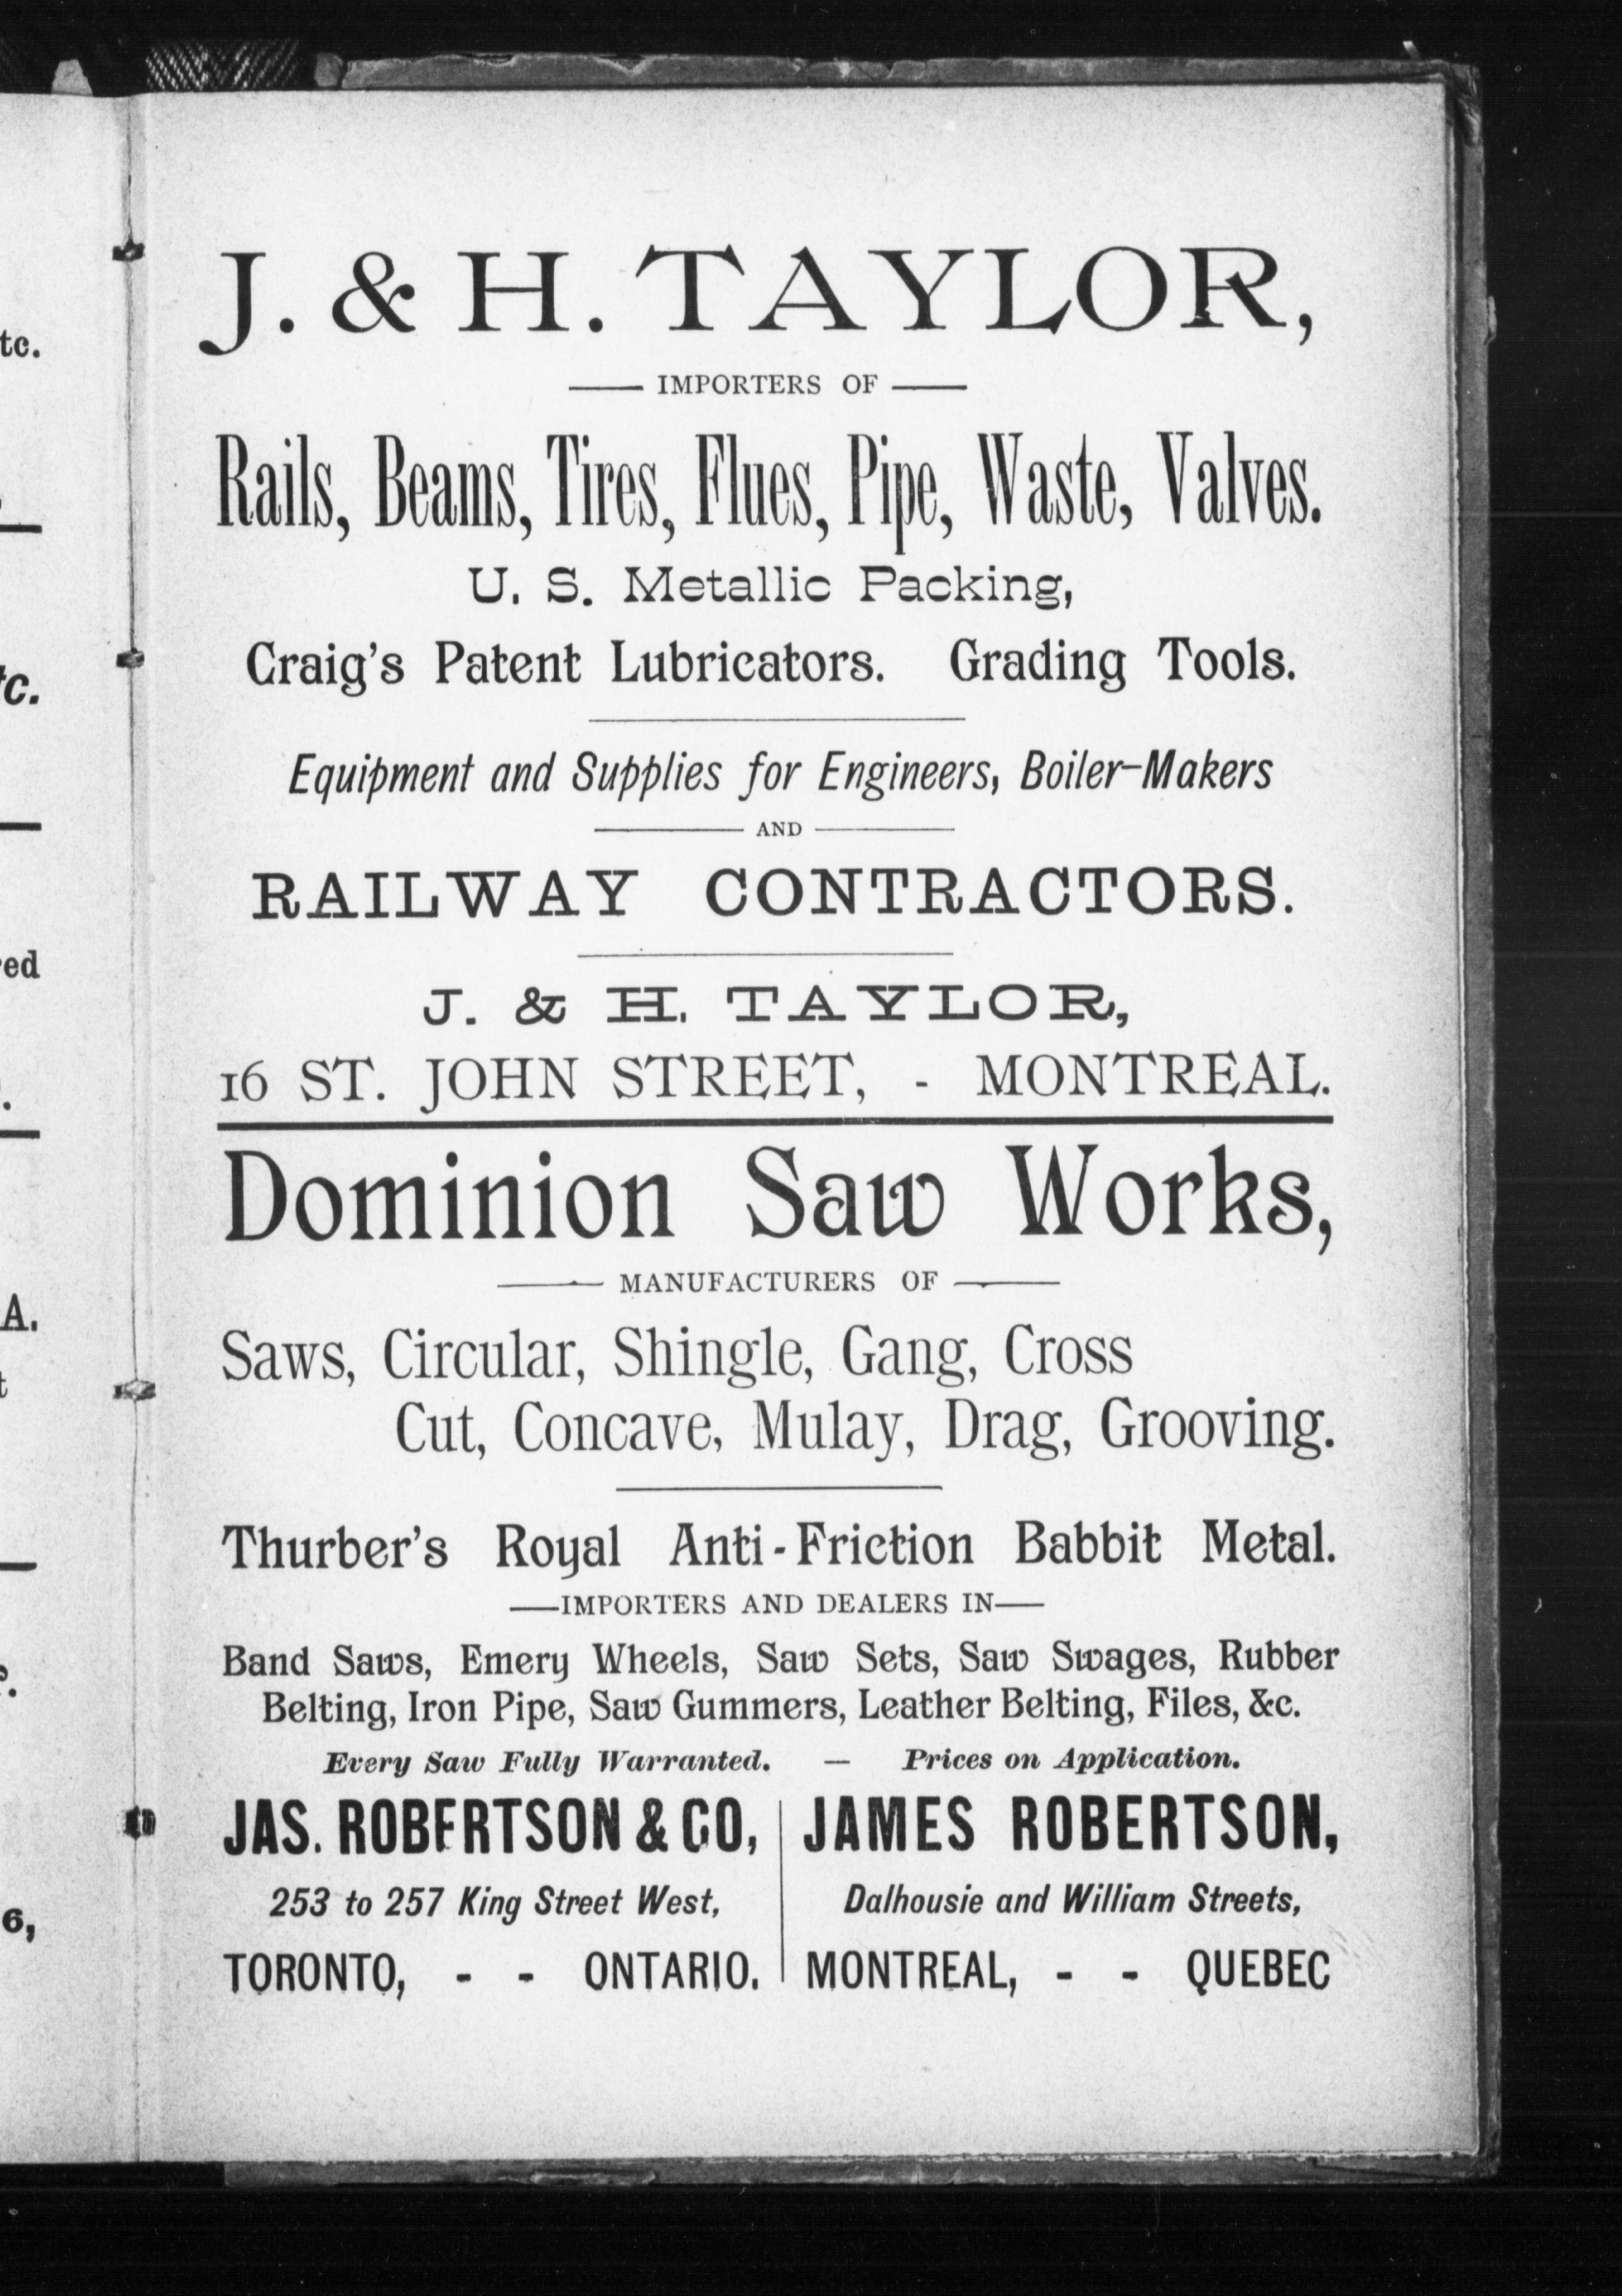 J. & H. TAYLOR,
IMPORTERS OF
Rails, Beams, Tires, Flues, Pipe, Waste, Valves.
U. S. Metallic Packing,
Craig's Patent Lubricators. Grading Tools.
Equipment and Supplies for Engineers, Boiler-Makers
AND
RAILWAY CONTRACTORS.
J. & H. TAYLOR,
16 ST. JOHN STREET, - MONTREAL.
Dominion Saw Works,
MANUFACTURERS OF
Saws, Circular, Shingle, Gang, Cross
Cut, Concave, Mulay, Drag, Grooving.
Thurber's Royal Anti-Friction Babbit Metal.
—IMPORTERS AND DEALERS IN—
Band Saws, Emery Wheels, Saw Sets, Saw Swages, Rubber
Belting, Iron Pipe, Saw Gummers, Leather Belting, Files, &c.
Every Saw Fully Warranted. — Prices on Application.
JAS. ROBERTSON & CO,
253 to 257 King Street West,
TORONTO, - - ONTARIO.
JAMES ROBERTSON,
Dalhousie and William Streets,
MONTREAL, - - QUEBEC